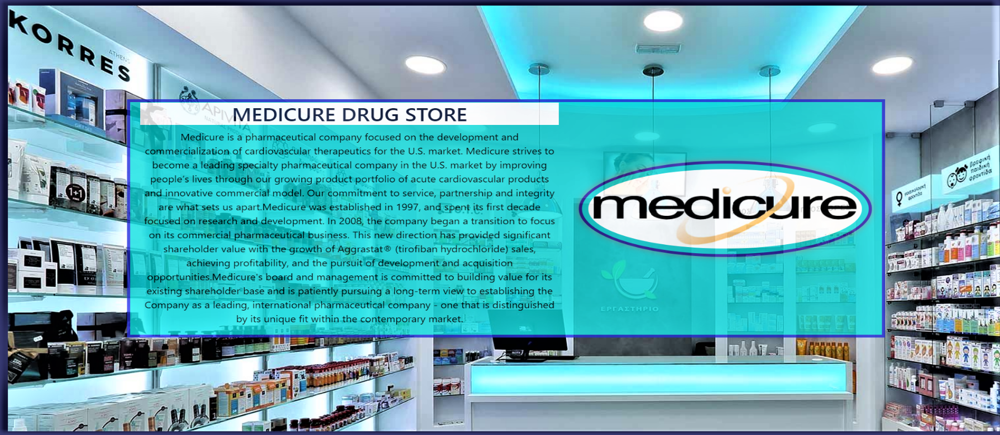 KORRES
ATHENS
APIVITA
MEDICURE DRUG STORE
Medicure is a pharmaceutical company focused on the development and
commercialization of cardiovascular therapeutics for the U.S. market. Medicure strives to
become a leading specialty pharmaceutical company in the U.S. market by improving
people's lives through our growing product portfolio of acute cardiovascular products
and innovative commercial model. Our commitment to service, partnership and integrity
are what sets us apart.Medicure was established in 1997, and spent its first decade
focused on research and development. In 2008, the company began a transition to focus
on its commercial pharmaceutical business. This new direction has provided significant
shareholder value with the growth of Aggrastat® (tirofiban hydrochloride) sales,
achieving profitability, and the pursuit of development and acquisition
opportunities.Medicure's board and management is committed to building value for its
existing shareholder base and is patiently pursuing a long-term view to establishing the
Company as a leading, international pharmaceutical company - one that is distinguished
by its unique fit within the contemporary market.
medicure
ΕΡΓΑΣΤΗΡΙΟ
βρεφική
παιδική
φροντίδα
γυναικολογική
φροντίδα
1+1
GIFT SET